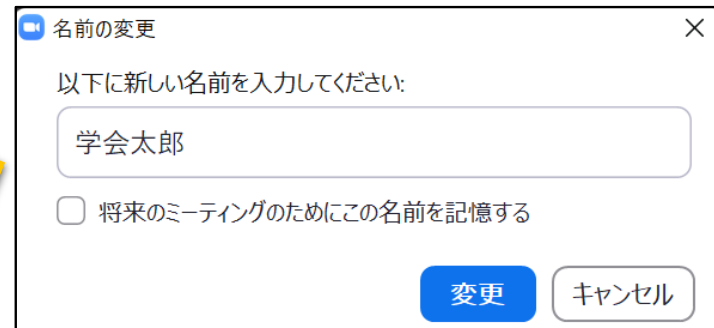 名前の変更
以下に新しい名前を入力してください:
学会太郎
将来のミーティングのためにこの名前を記憶する
変更 キャンセル